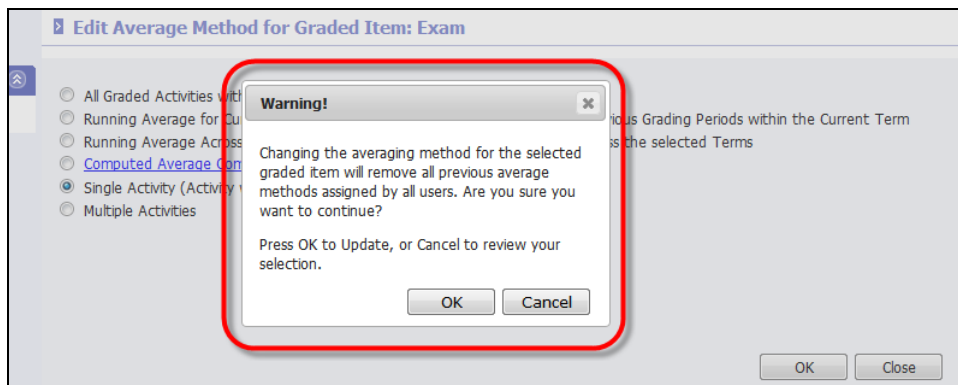 Edit Average Method for Graded Item: Exam
All Graded Activities with
Running Average for Cu ious Grading Periods within the Current Term
Running Average Across s the selected Terms
Computed Average Com
Single Activity (Activity
Multiple Activities
Warning!
Changing the averaging method for the selected
graded item will remove all previous average
methods assigned by all users. Are you sure you
want to continue?
Press OK to Update, or Cancel to review your
selection.
OK Cancel
OK Close